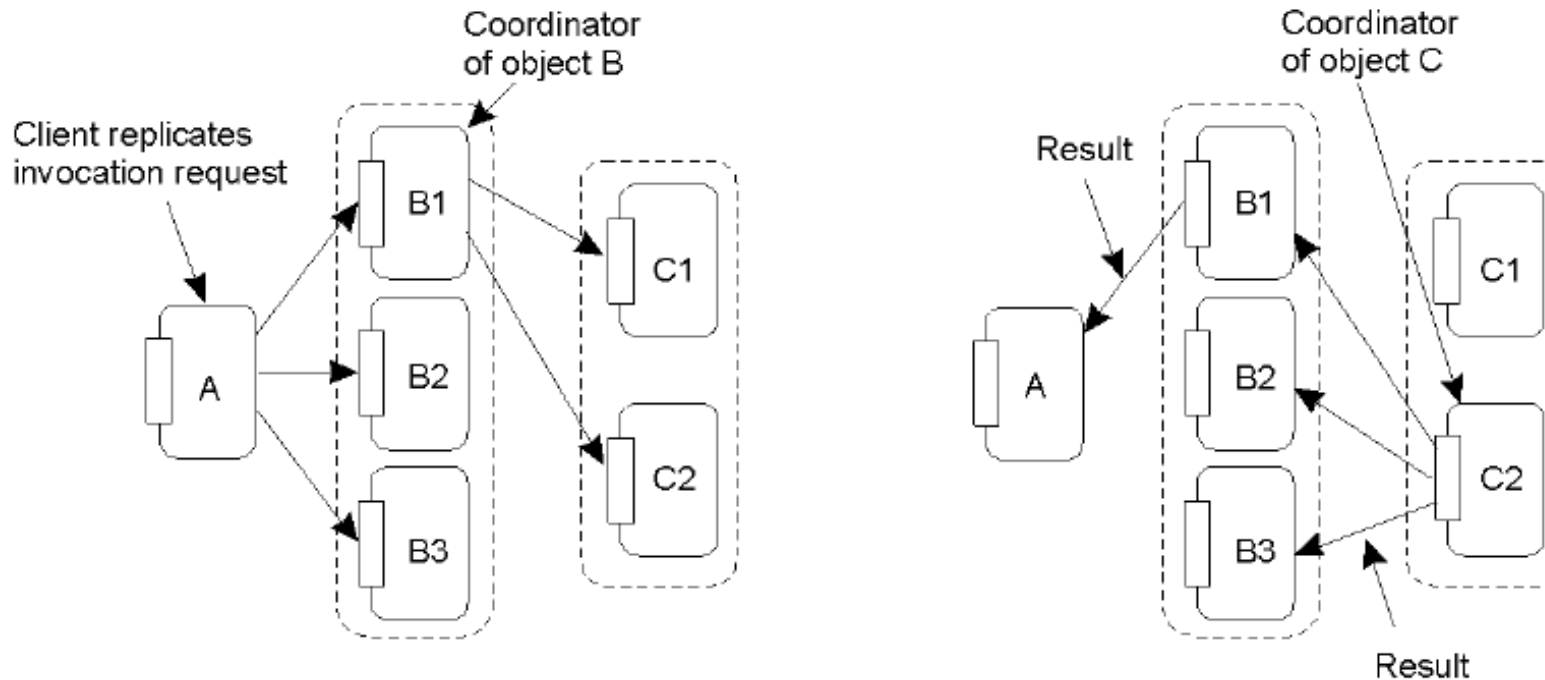 Coordinator
of object B
Client replicates
invocation request
A
B1
B2
B3
C1
C2
Coordinator
of object C
Result
A
B1
B2
B3
C1
C2
Result